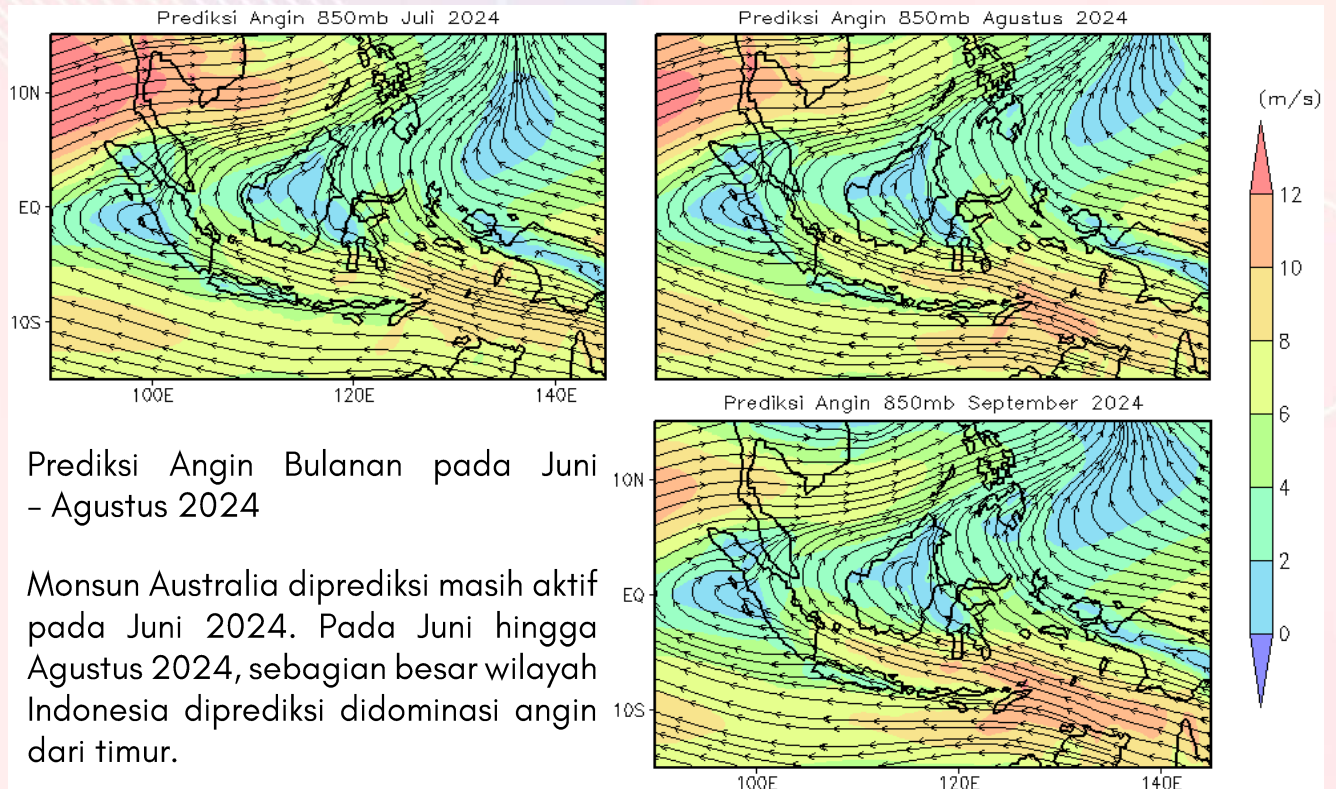 Prediksi Angin 850mb Juli 2024
10N
EQ
10S
100E 120E 140E
Prediksi Angin 850mb Agustus 2024
(m/s)
12
10
8
6
4
2
0
Prediksi Angin 850mb September 2024
10N
EQ
10S
100E 120E 140E
Prediksi Angin Bulanan pada Juni
- Agustus 2024
Monsun Australia diprediksi masih aktif
pada Juni 2024. Pada Juni hingga
Agustus 2024, sebagian besar wilayah
Indonesia diprediksi didominasi angin
dari timur.